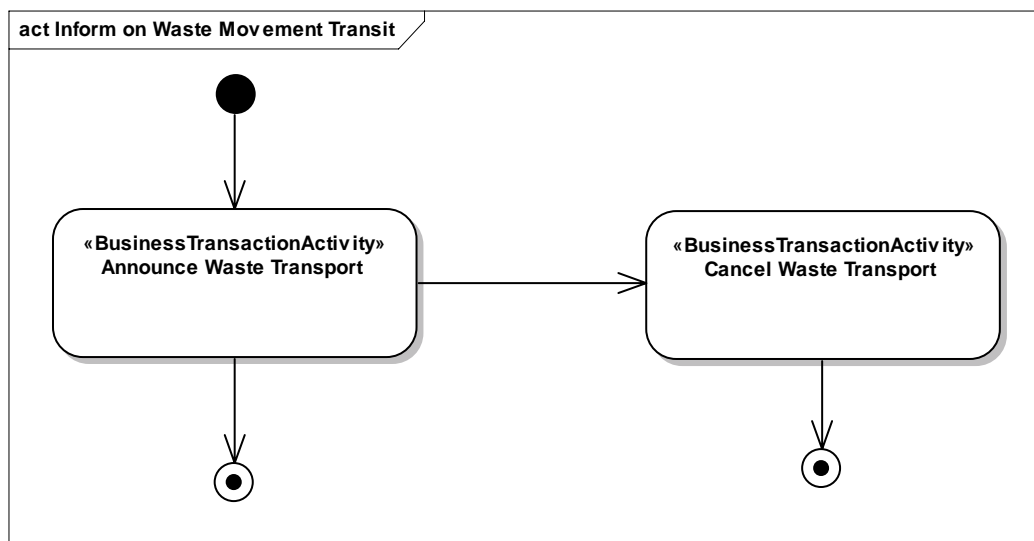 act Inform on Waste Movement Transit
«BusinessTransactionActivity»
Announce Waste Transport
«BusinessTransactionActivity»
Cancel Waste Transport